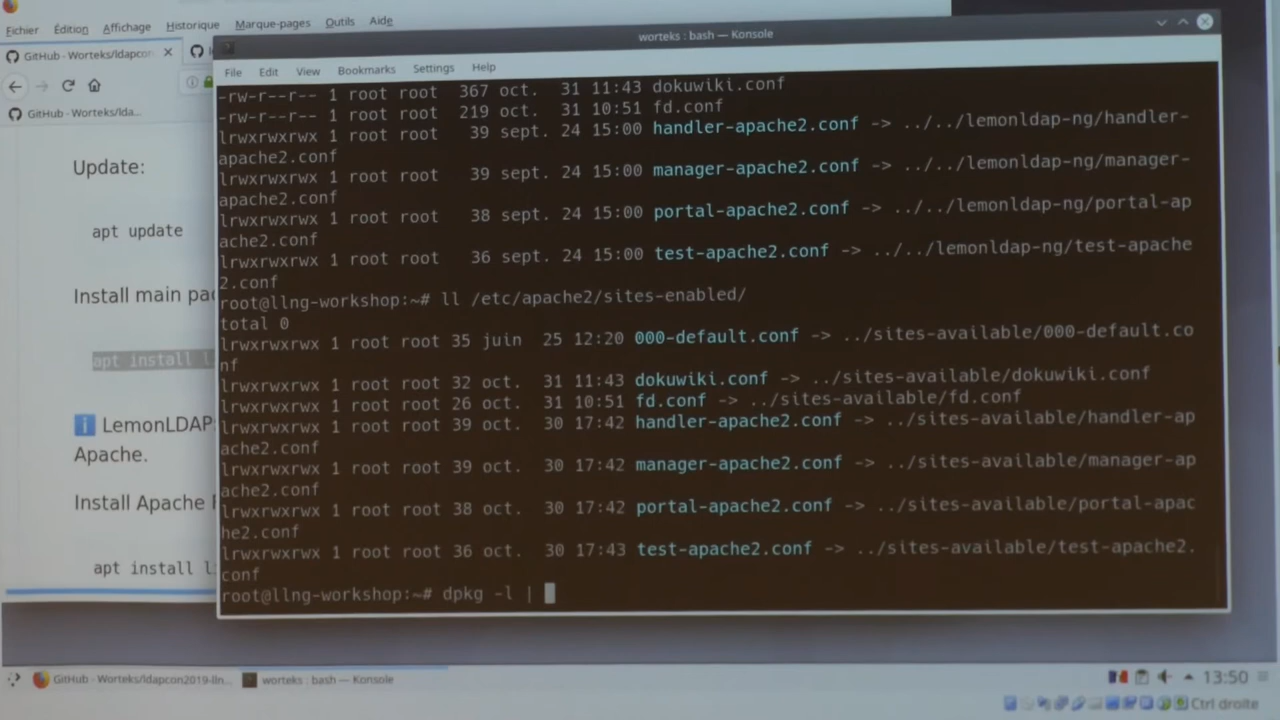 Fichier Édition Affichage Historique Marque-pages Outils Aide
GitHub - Worteks/ldapcon
worteks : bash — Konsole
File Edit View Bookmarks Settings Help
GitHub - Worteks/lda...
Update:
apt update
Install main pac
apt install l
LemonLDAP
Apache.
Install Apache
apt install l
-rw-r--r-- 1 root root 367 oct. 31 11:43 dokuwiki.conf
-rw-r--r-- 1 root root 219 oct. 31 10:51 fd.conf
lrwxrwxrwx 1 root root 39 sept. 24 15:00 handler-apache2.conf -> ../../lemonldap-ng/handler-
apache2.conf
lrwxrwxrwx 1 root root 39 sept. 24 15:00 manager-apache2.conf -> ../../lemonldap-ng/manager-
apache2.conf
lrwxrwxrwx 1 root root 38 sept. 24 15:00 portal-apache2.conf -> ../../lemonldap-ng/portal-ap
ache2.conf
lrwxrwxrwx 1 root root 36 sept. 24 15:00 test-apache2.conf -> ../../lemonldap-ng/test-apache
2.conf
root@llng-workshop:~# ll /etc/apache2/sites-enabled/
total 0
lrwxrwxrwx 1 root root 35 juin 25 12:20 000-default.conf -> ../sites-available/000-default.co
nf
lrwxrwxrwx 1 root root 32 oct. 31 11:43 dokuwiki.conf -> ../sites-available/dokuwiki.conf
lrwxrwxrwx 1 root root 26 oct. 31 10:51 fd.conf -> ../sites-available/fd.conf
lrwxrwxrwx 1 root root 39 oct. 30 17:42 handler-apache2.conf -> ../sites-available/handler-ap
ache2.conf
lrwxrwxrwx 1 root root 39 oct. 30 17:42 manager-apache2.conf -> ../sites-available/manager-ap
ache2.conf
lrwxrwxrwx 1 root root 38 oct. 30 17:42 portal-apache2.conf -> ../sites-available/portal-apac
he2.conf
lrwxrwxrwx 1 root root 36 oct. 30 17:43 test-apache2.conf -> ../sites-available/test-apache2.
conf
root@llng-workshop:~# dpkg -l |
GitHub - Worteks/ldapcon2019-lln... worteks : bash — Konsole 13:50
Ctrl droite